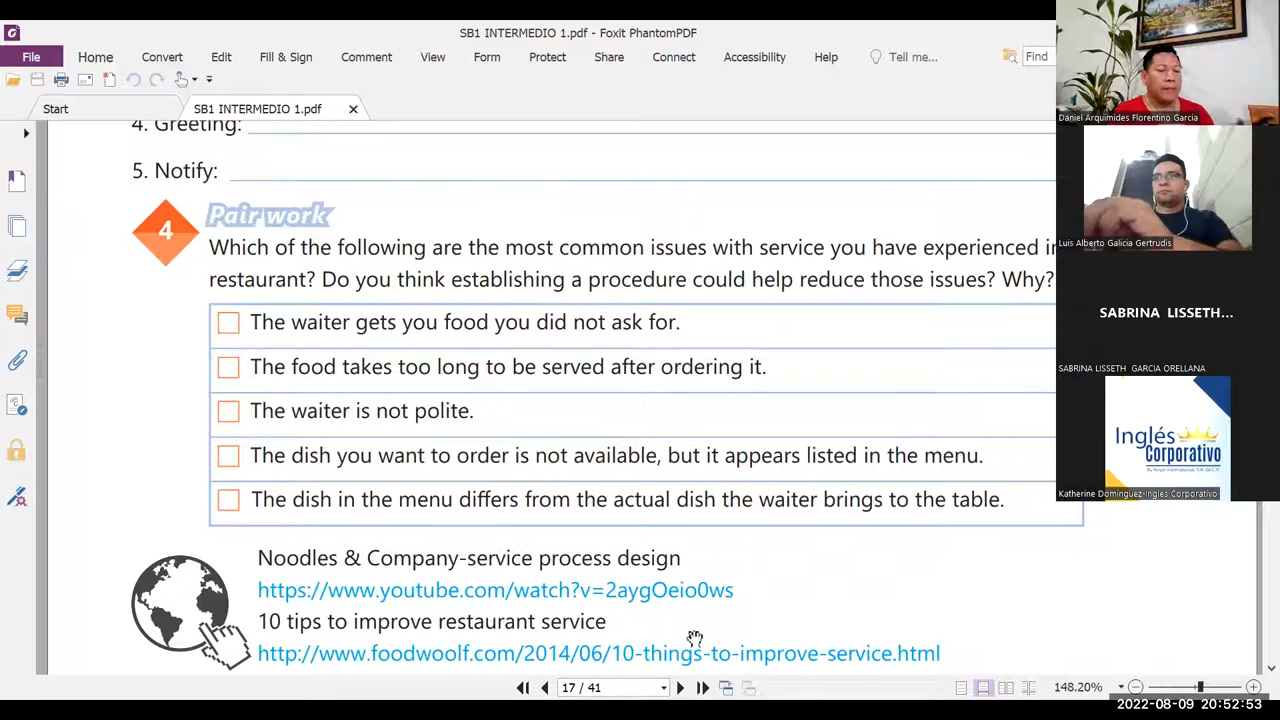 SB1 INTERMEDIO 1.pdf - Foxit PhantomPDF
File Home Convert Edit Fill & Sign Comment View Form Protect Share Connect Accessibility Help Tell me... Find
Start SB1 INTERMEDIO 1.pdf
4. Greeting:
5. Notify:
4 Pair work
Which of the following are the most common issues with service you have experienced in
restaurant? Do you think establishing a procedure could help reduce those issues? Why?
The waiter gets you food you did not ask for.
The food takes too long to be served after ordering it.
The waiter is not polite.
The dish you want to order is not available, but it appears listed in the menu.
The dish in the menu differs from the actual dish the waiter brings to the table.
Noodles & Company-service process design
https://www.youtube.com/watch?v=2aygOeio0ws
10 tips to improve restaurant service
http://www.foodwoolf.com/2014/06/10-things-to-improve-service.html
17 / 41
148.20%
2022-08-09 20:52:53
Daniel Arquimides Florentino Garcia
Luis Alberto Galicia Gertrudis
SABRINA LISSETH...
SABRINA LISSETH GARCIA ORELLANA
Inglés
Corporativo
By Targo International, S.A. de C.V.
Katherine Dominguez-Ingles Corporativo